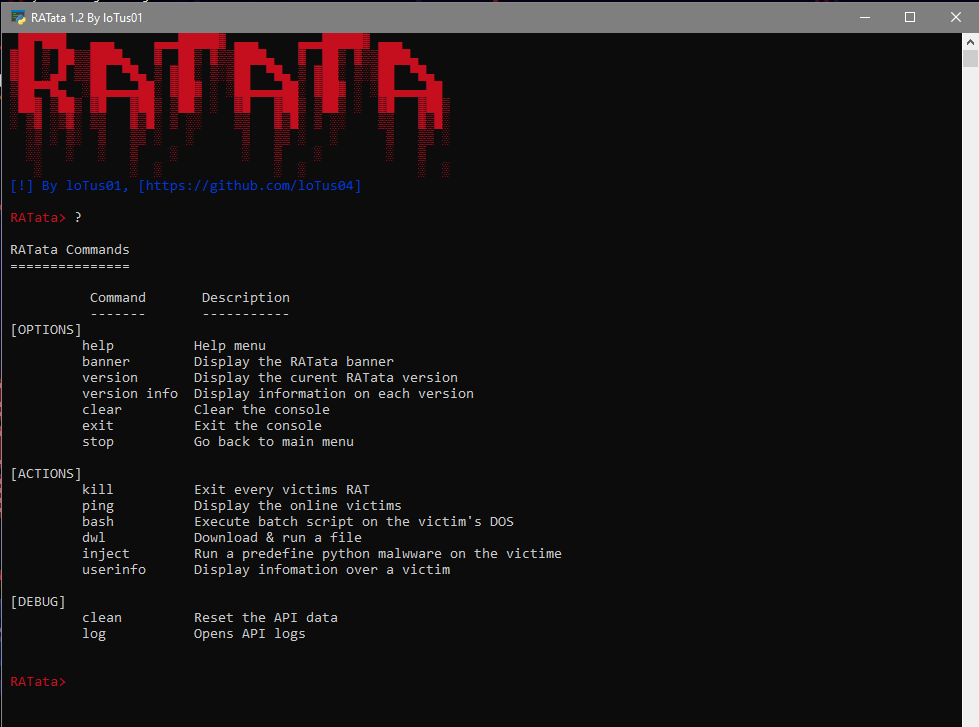 RATata 1.2 By loTus01
RATATA
[!] By loTus01, [https://github.com/loTus04]
RATata> ?
RATata Commands
===============
Command Description
------- -----------
[OPTIONS]
help Help menu
banner Display the RATata banner
version Display the curent RATata version
version info Display information on each version
clear Clear the console
exit Exit the console
stop Go back to main menu
[ACTIONS]
kill Exit every victims RAT
ping Display the online victims
bash Execute batch script on the victim's DOS
dwl Download & run a file
inject Run a predefine python malwware on the victime
userinfo Display infomation over a victim
[DEBUG]
clean Reset the API data
log Opens API logs
RATata>